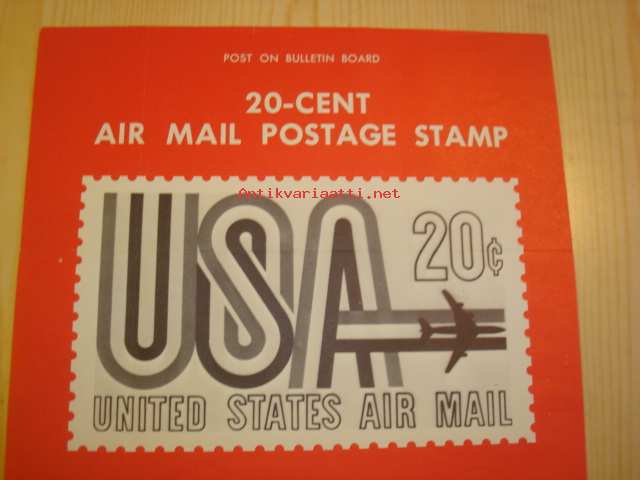 POST ON BULLETIN BOARD
20-CENT
AIR MAIL POSTAGE STAMP
Antikvariaatti.net
USA 20¢
UNITED STATES AIR MAIL